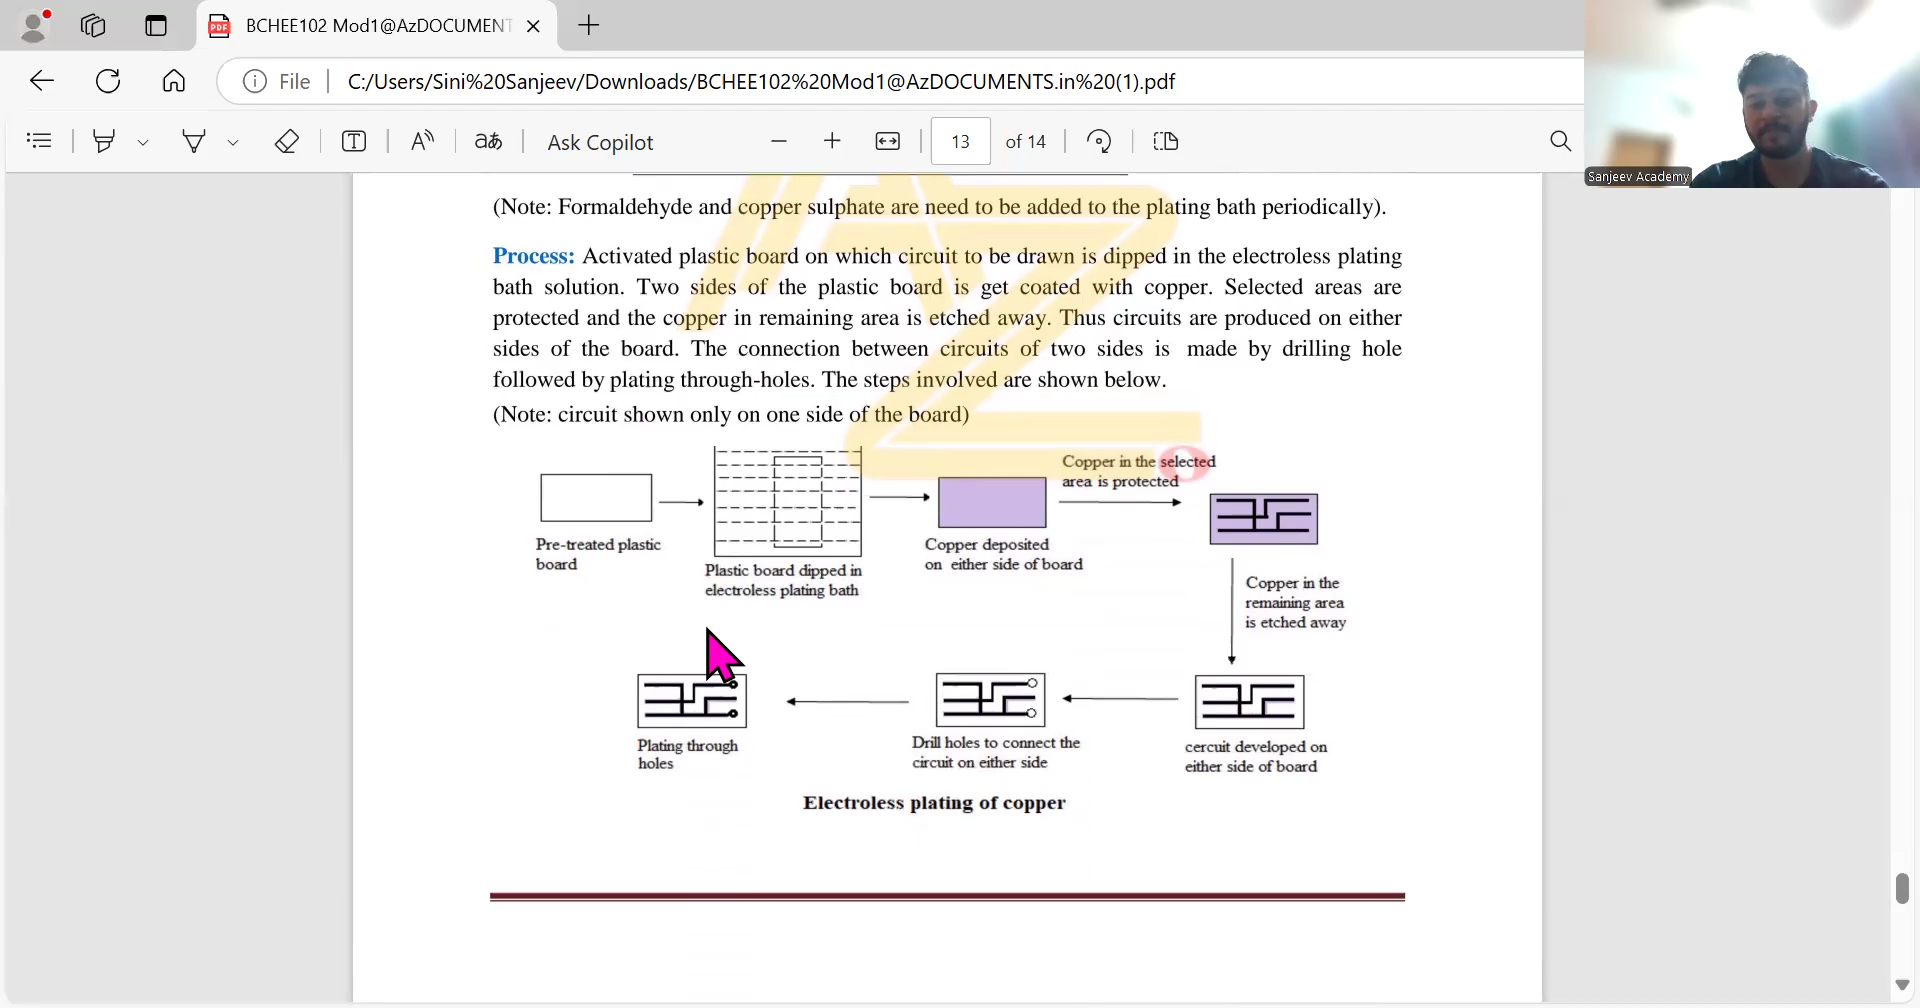 BCHEE102 Mod1@AzDOCUMENT
File
C:/Users/Sini%20Sanjeev/Downloads/BCHEE102%20Mod1@AzDOCUMENTS.in%20(1).pdf
Ask Copilot
13 of 14
Sanjeev Academy
(Note: Formaldehyde and copper sulphate are need to be added to the plating bath periodically).
Process: Activated plastic board on which circuit to be drawn is dipped in the electroless plating
bath solution. Two sides of the plastic board is get coated with copper. Selected areas are
protected and the copper in remaining area is etched away. Thus circuits are produced on either
sides of the board. The connection between circuits of two sides is made by drilling hole
followed by plating through-holes. The steps involved are shown below.
(Note: circuit shown only on one side of the board)
Copper in the selected
area is protected
Pre-treated plastic
board
Plastic board dipped in
electroless plating bath
Copper deposited
on either side of board
Copper in the
remaining area
is etched away
Plating through
holes
Drill holes to connect the
circuit on either side
cercuit developed on
either side of board
Electroless plating of copper